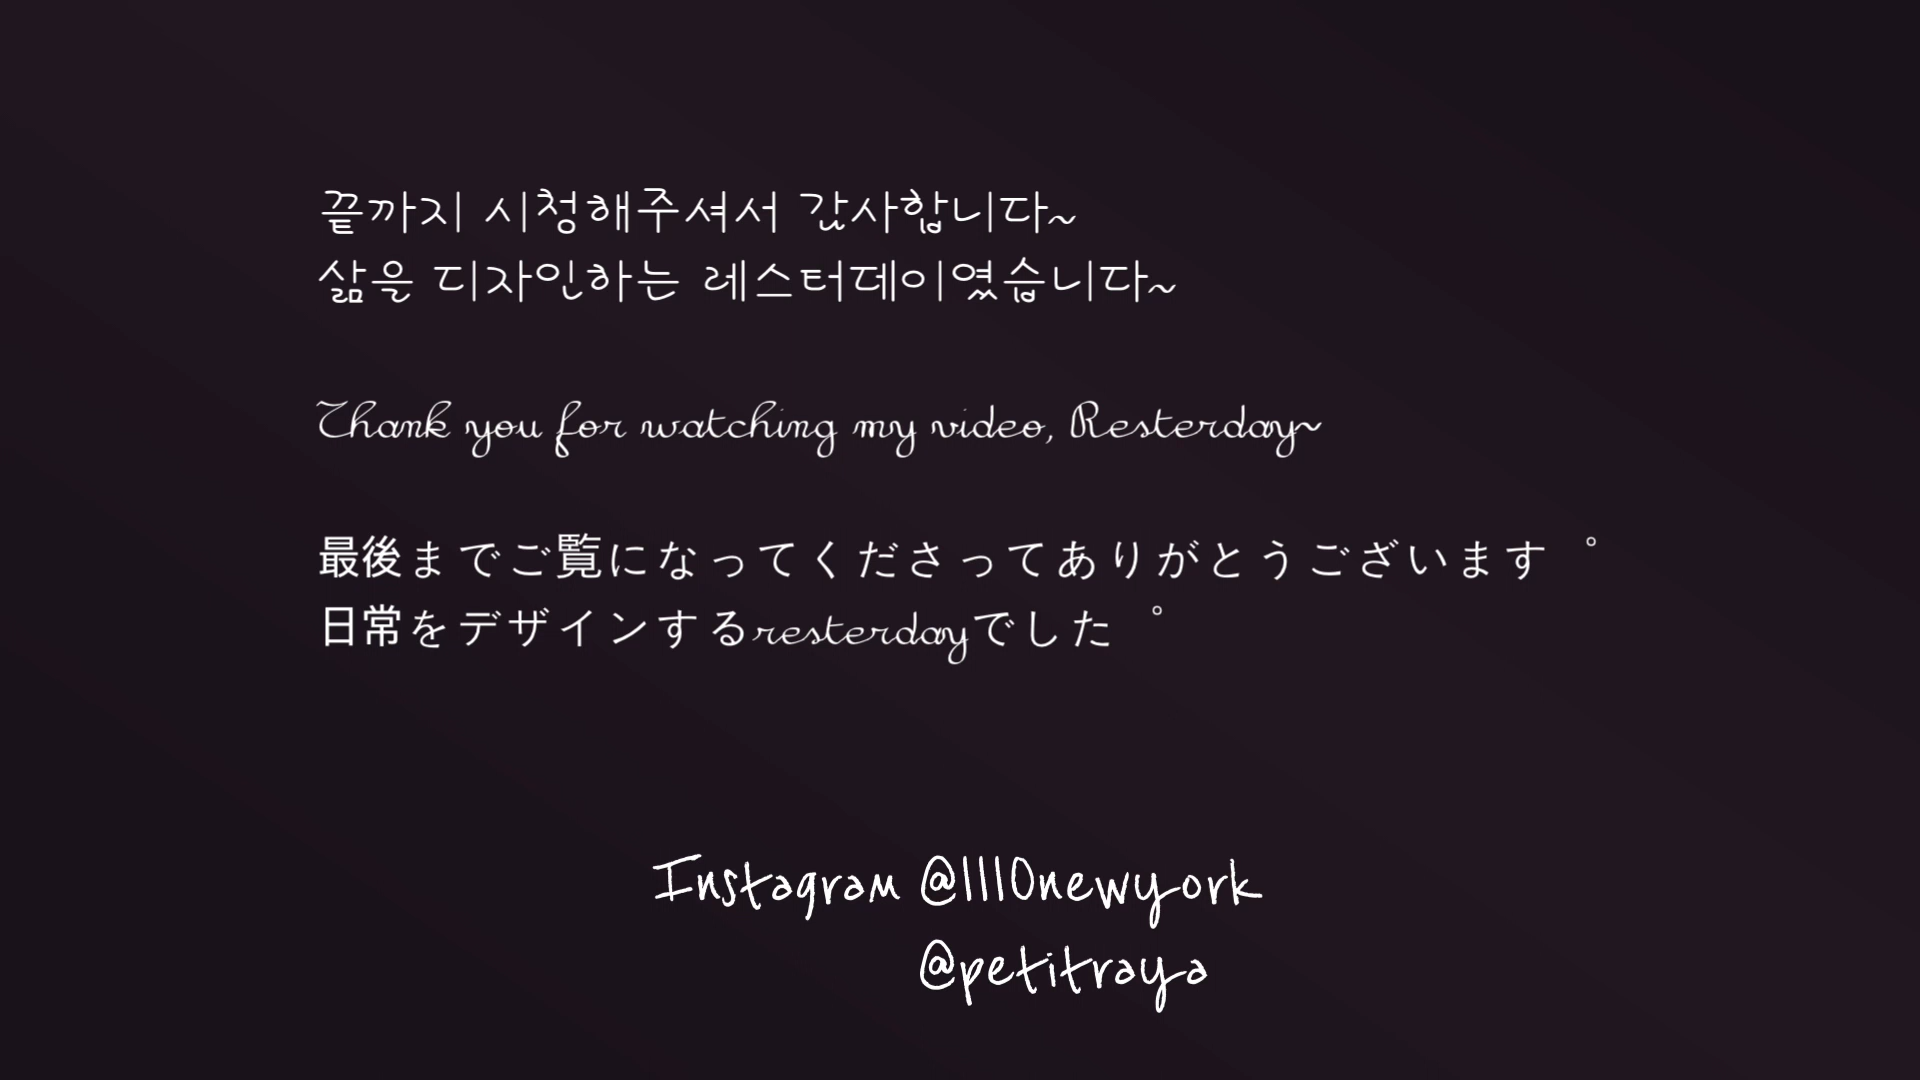 끝까지 시청해주셔서 감사합니다~
삶을 디자인하는 레스터데이였습니다~
Thank you for watching my video, Resterday~
最後までご覧になってくださってありがとうございます゜
日常をデザインするresterdayでした゜
Instagram @1110newyork
@petitraya